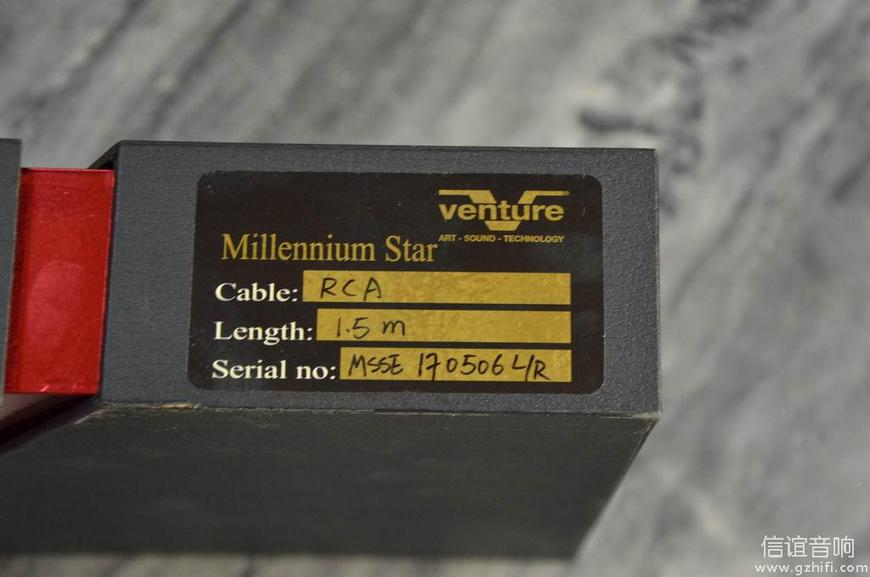 venture
ART - SOUND - TECHNOLOGY
Millennium Star
Cable: RCA
Length: 1.5 m
Serial no: MSSE 170506 L/R
信谊音响
www.gzhifi.com